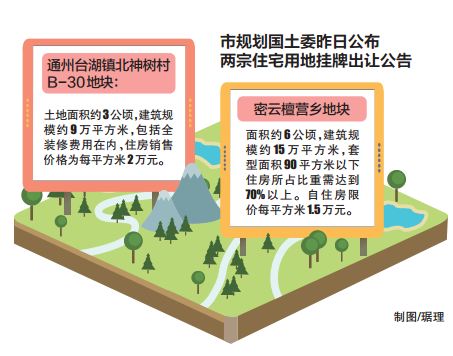 市规划国土委昨日公布
两宗住宅用地挂牌出让公告
通州台湖镇北神树村
B-30地块：
土地面积约3公顷，建筑规
模约9万平方米，包括全
装修费用在内，住房销售
价格为每平方米2万元。
密云檀营乡地块
面积约6公顷，建筑规
模约15万平方米，套
型面积90平方米以下
住房所占比重需达到
70%以上。自住房限
价每平方米1.5万元。
制图/琚理